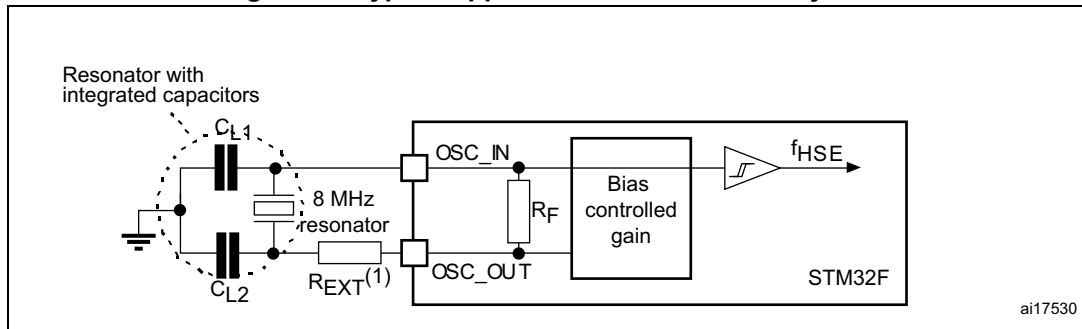 Resonator with
integrated capacitors
CL1
OSC_IN
fHSE
8 MHz
resonator
RF
Bias
controlled
gain
REXT(1)
OSC_OUT
STM32F
CL2
ai17530